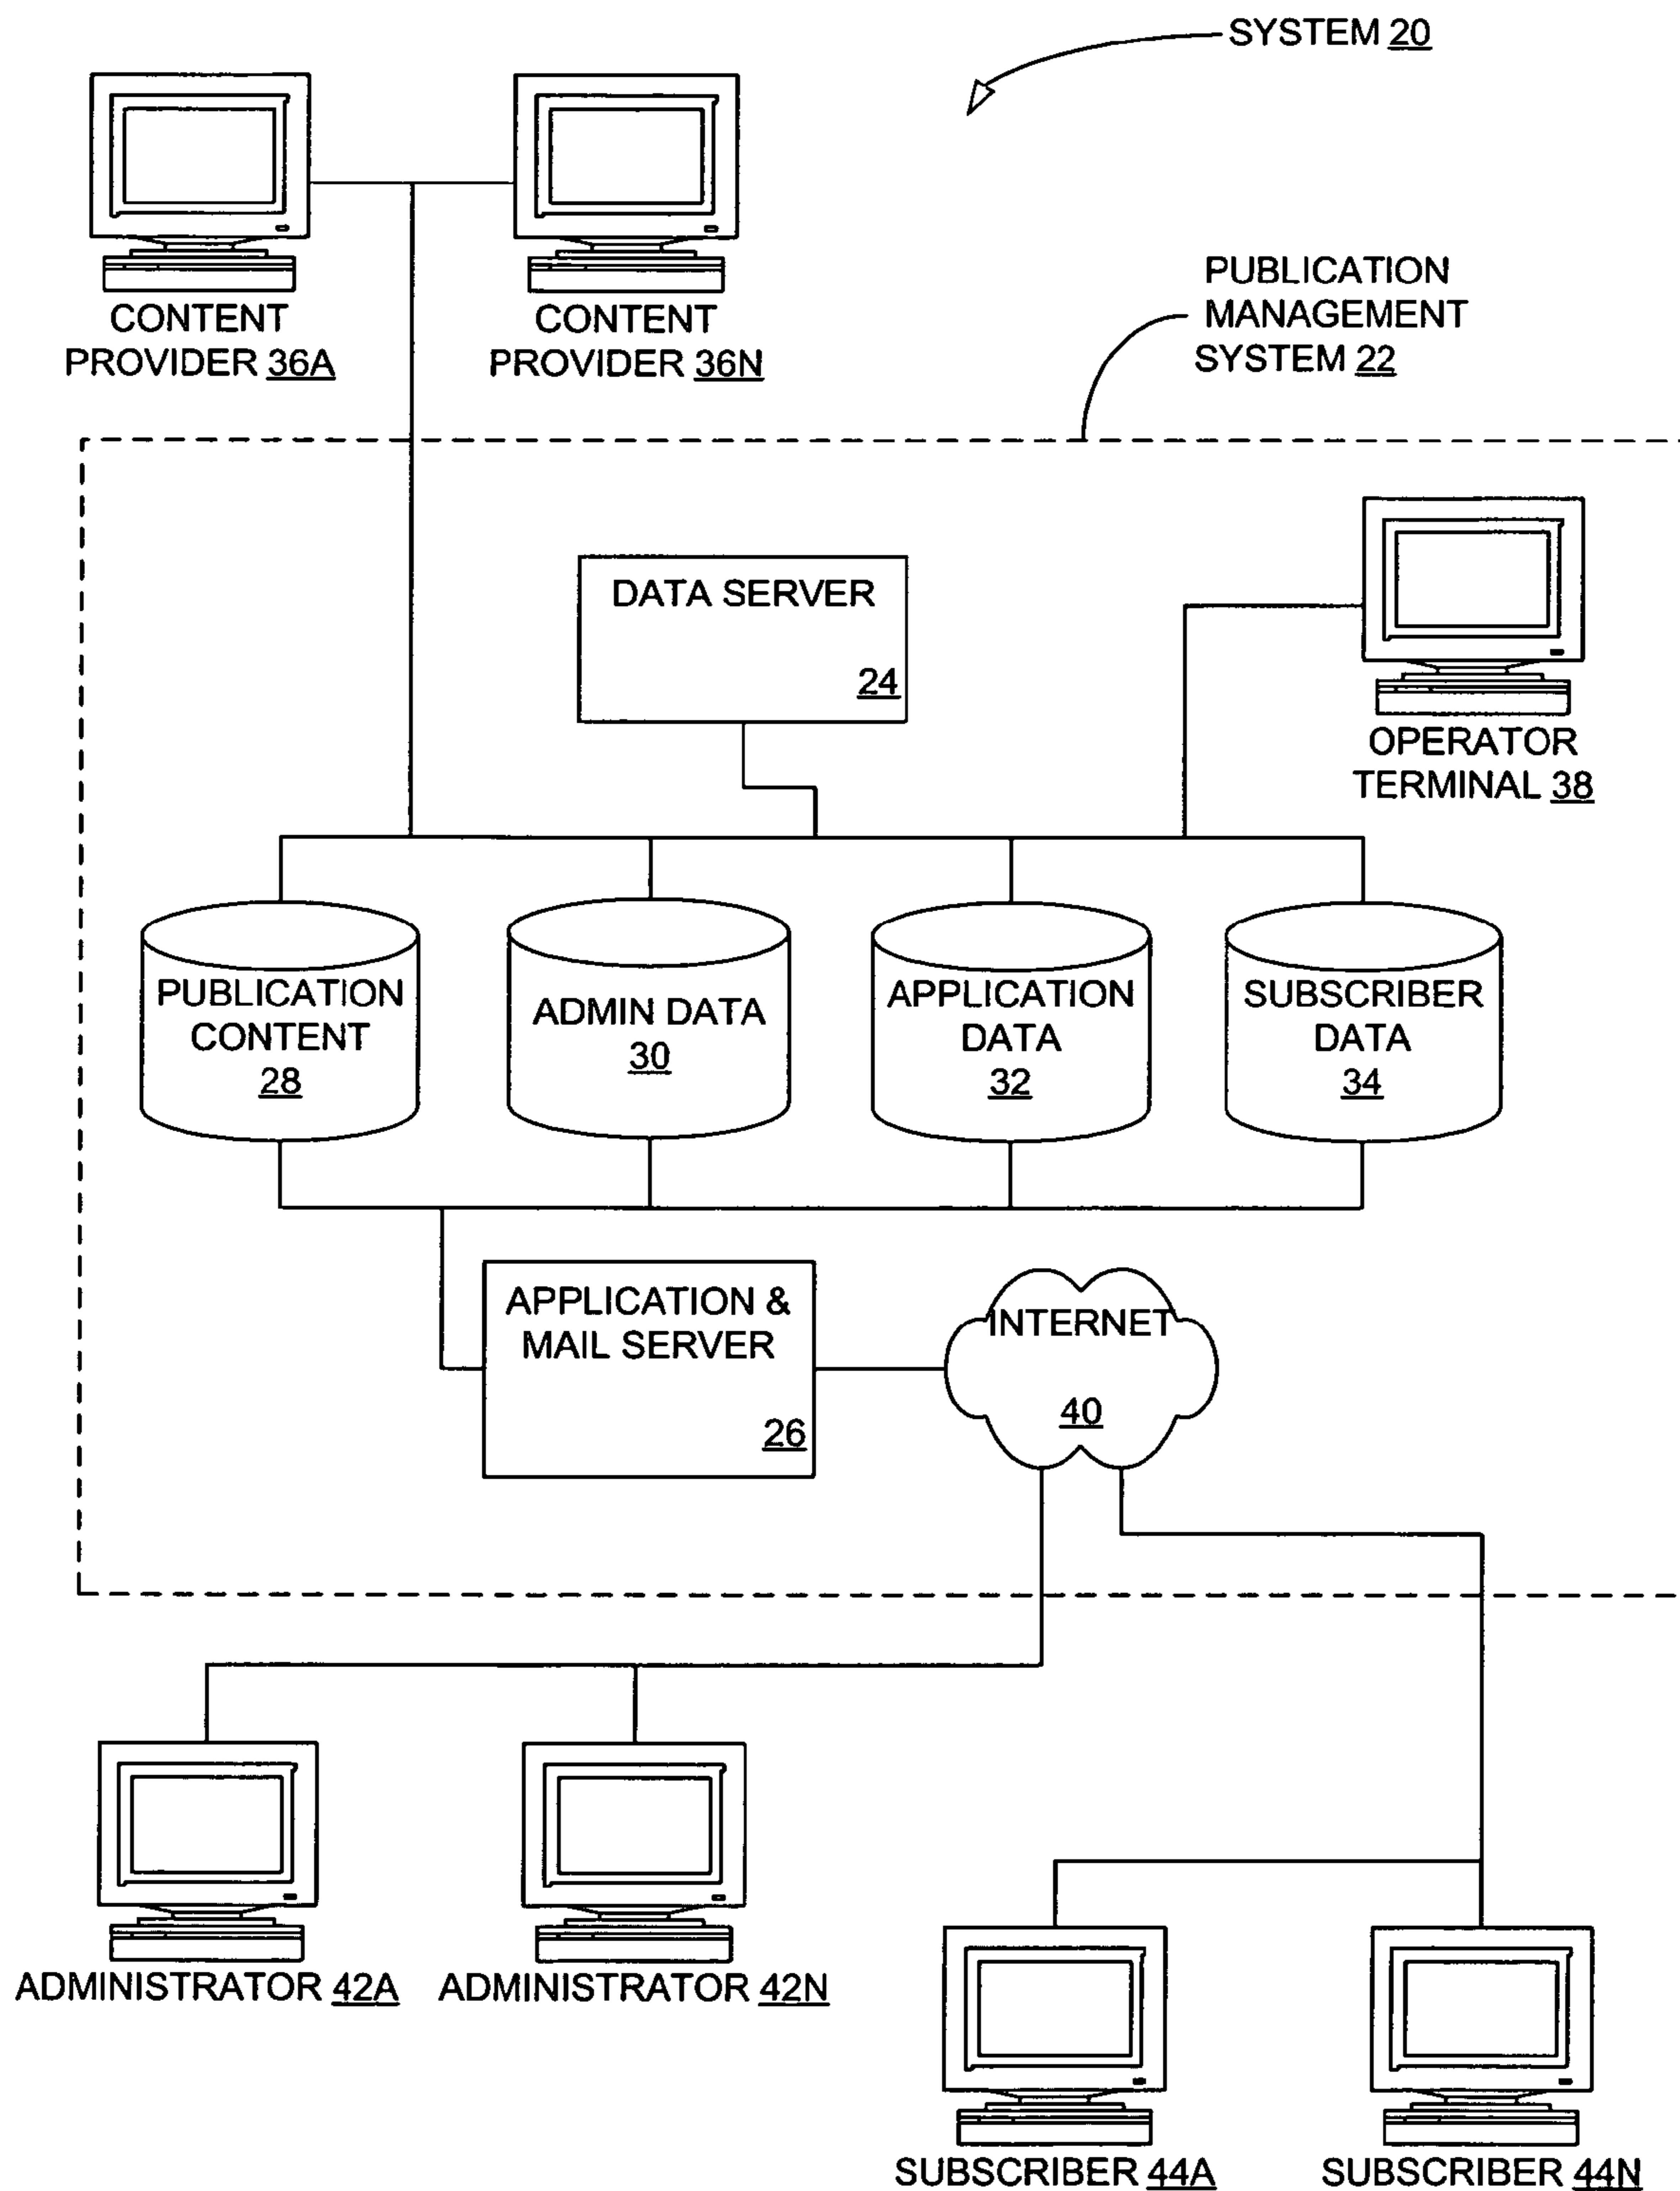 SYSTEM 20
CONTENT
PROVIDER 36A
CONTENT
PROVIDER 36N
PUBLICATION
MANAGEMENT
SYSTEM 22
DATA SERVER
24
OPERATOR
TERMINAL 38
PUBLICATION
CONTENT
28
ADMIN DATA
30
APPLICATION
DATA
32
SUBSCRIBER
DATA
34
APPLICATION &
MAIL SERVER
26
INTERNET
40
ADMINISTRATOR 42A
ADMINISTRATOR 42N
SUBSCRIBER 44A
SUBSCRIBER 44N